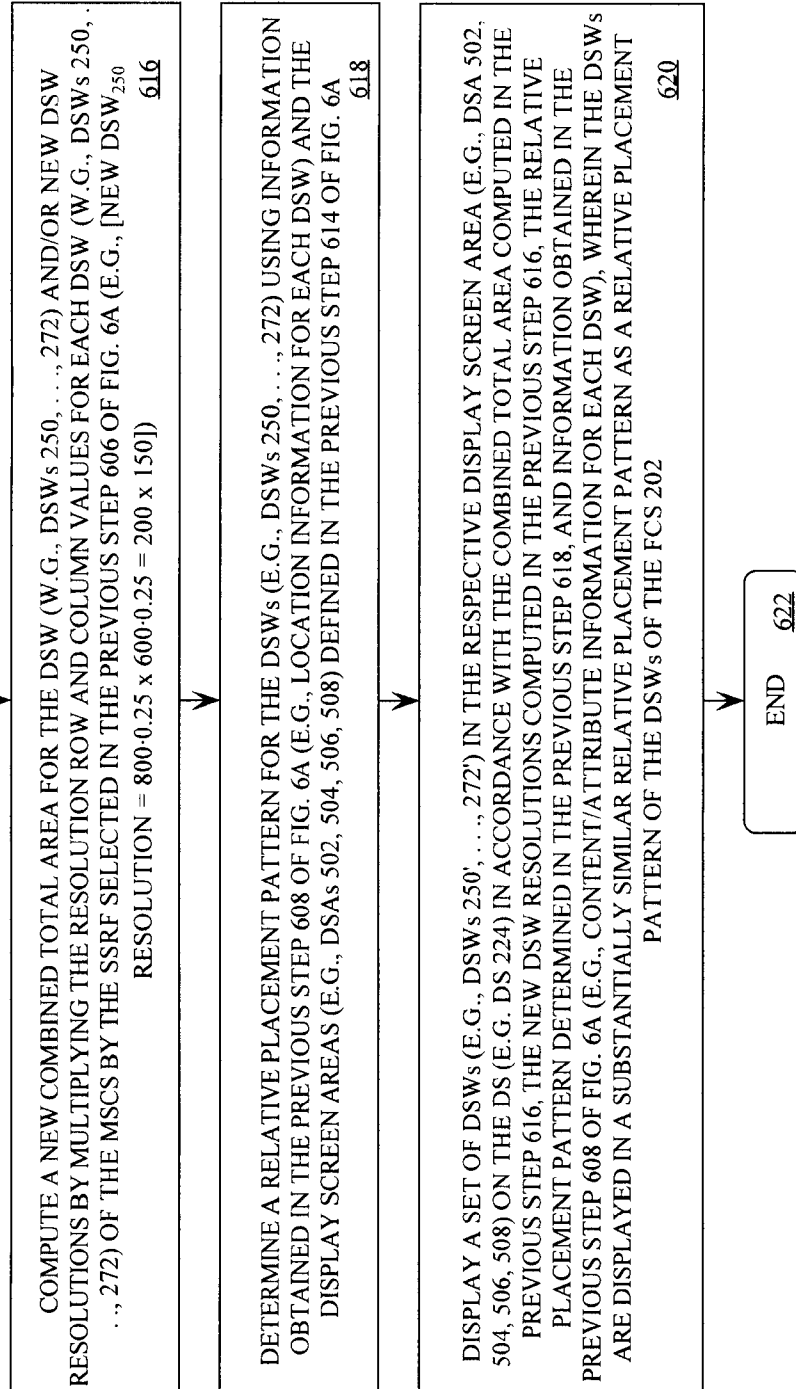 COMPUTE A NEW COMBINED TOTAL AREA FOR THE DSW (W.G., DSWs 250, . . ., 272) AND/OR NEW DSW
RESOLUTIONS BY MULTIPLYING THE RESOLUTION ROW AND COLUMN VALUES FOR EACH DSW (W.G., DSWs 250, .
. ., 272) OF THE MSCS BY THE SSRF SELECTED IN THE PREVIOUS STEP 606 OF FIG. 6A (E.G., [NEW DSW250
RESOLUTION = 800·0.25 x 600·0.25 = 200 x 150])
616
DETERMINE A RELATIVE PLACEMENT PATTERN FOR THE DSWs (E.G., DSWs 250, . . ., 272) USING INFORMATION
OBTAINED IN THE PREVIOUS STEP 608 OF FIG. 6A (E.G., LOCATION INFORMATION FOR EACH DSW) AND THE
DISPLAY SCREEN AREAS (E.G., DSAs 502, 504, 506, 508) DEFINED IN THE PREVIOUS STEP 614 OF FIG. 6A
618
DISPLAY A SET OF DSWs (E.G., DSWs 250', . . ., 272') IN THE RESPECTIVE DISPLAY SCREEN AREA (E.G., DSA 502,
504, 506, 508) ON THE DS (E.G. DS 224) IN ACCORDANCE WITH THE COMBINED TOTAL AREA COMPUTED IN THE
PREVIOUS STEP 616, THE NEW DSW RESOLUTIONS COMPUTED IN THE PREVIOUS STEP 616, THE RELATIVE
PLACEMENT PATTERN DETERMINED IN THE PREVIOUS STEP 618, AND INFORMATION OBTAINED IN THE
PREVIOUS STEP 608 OF FIG. 6A (E.G., CONTENT/ATTRIBUTE INFORMATION FOR EACH DSW), WHEREIN THE DSWs
ARE DISPLAYED IN A SUBSTANTIALLY SIMILAR RELATIVE PLACEMENT PATTERN AS A RELATIVE PLACEMENT
PATTERN OF THE DSWs OF THE FCS 202
620
END 622